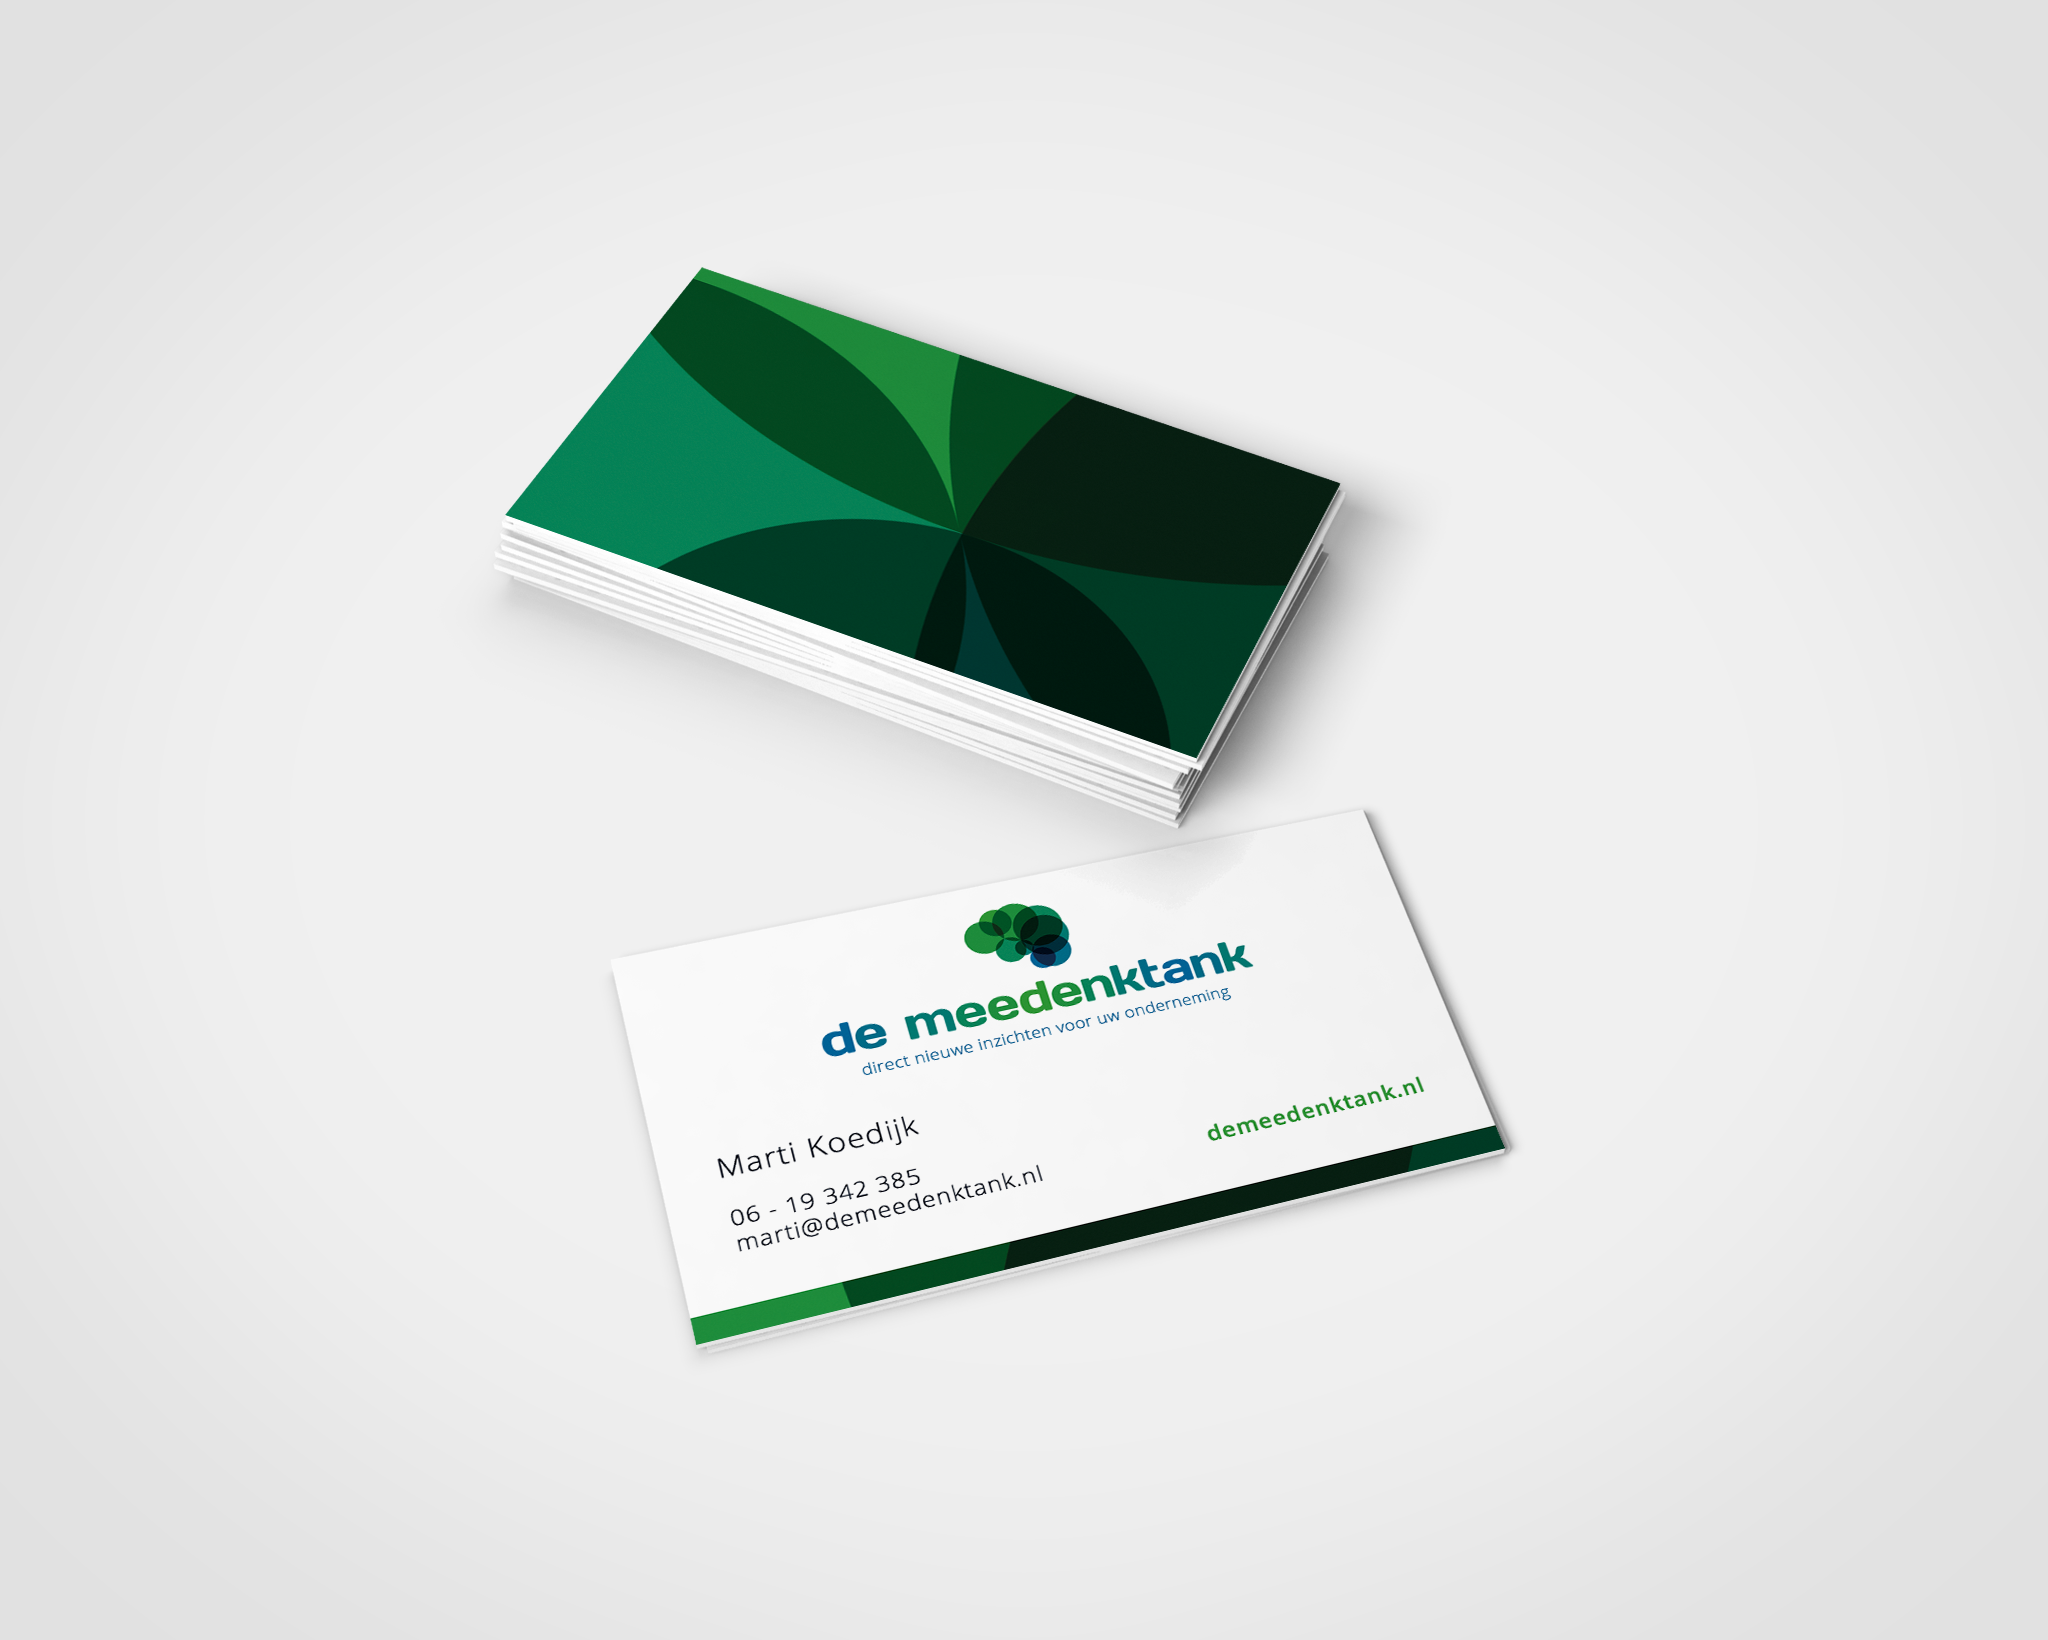 de meedenktank
direct nieuwe inzichten voor uw onderneming
Marti Koedijk
06 - 19 342 385
marti@demeedenktank.nl
demeedenktank.nl